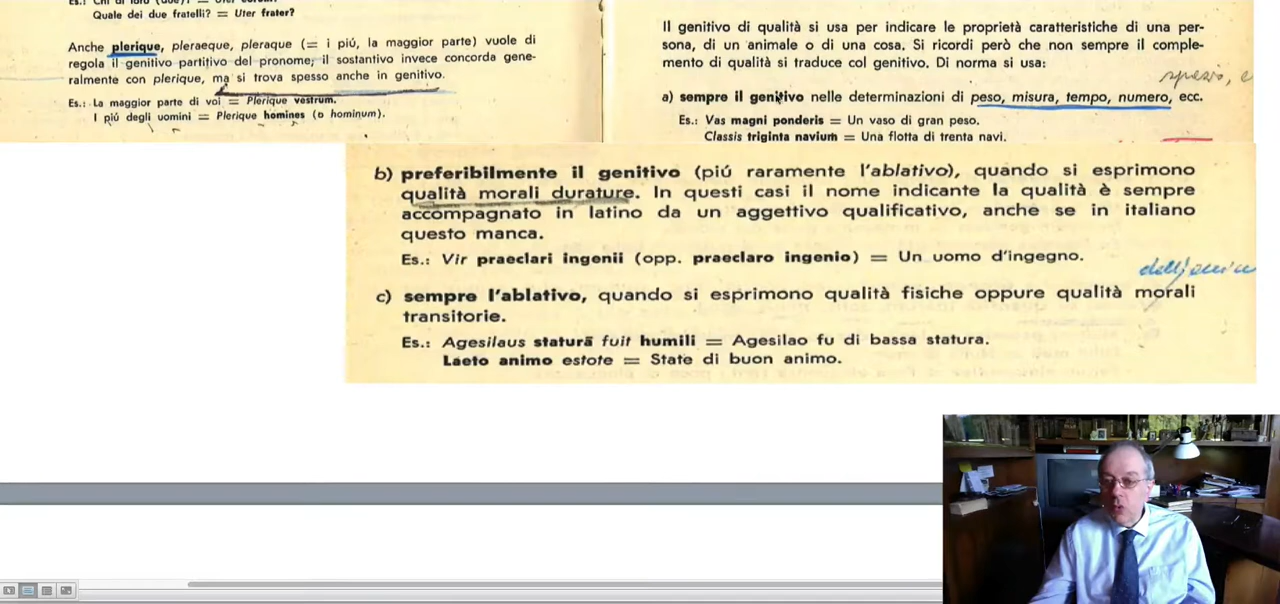 Quale dei due fratelli? = Uter frater?
Anche plerique, pleraeque, pleraque (= i piú, la maggior parte) vuole di
regola il genitivo partitivo del pronome; il sostantivo invece concorda gene-
ralmente con plerique, ma si trova spesso anche in genitivo.
Es.: La maggior parte di voi = Plerique vestrum.
I piú degli uomini = Plerique homines (o hominum).
Il genitivo di qualità si usa per indicare le proprietà caratteristiche di una per-
sona, di un animale o di una cosa. Si ricordi però che non sempre il comple-
mento di qualità si traduce col genitivo. Di norma si usa:
spazio, e
a) sempre il genitivo nelle determinazioni di peso, misura, tempo, numero, ecc.
Es.: Vas magni ponderis = Un vaso di gran peso.
Classis triginta navium = Una flotta di trenta navi.
b) preferibilmente il genitivo (piú raramente l'ablativo), quando si esprimono
qualità morali durature. In questi casi il nome indicante la qualità è sempre
accompagnato in latino da un aggettivo qualificativo, anche se in italiano
questo manca.
Es.: Vir praeclari ingenii (opp. praeclaro ingenio) = Un uomo d'ingegno.
c) sempre l'ablativo, quando si esprimono qualità fisiche oppure qualità morali
transitorie.
Es.: Agesilaus staturā fuit humili = Agesilao fu di bassa statura.
Laeto animo estote = State di buon animo.